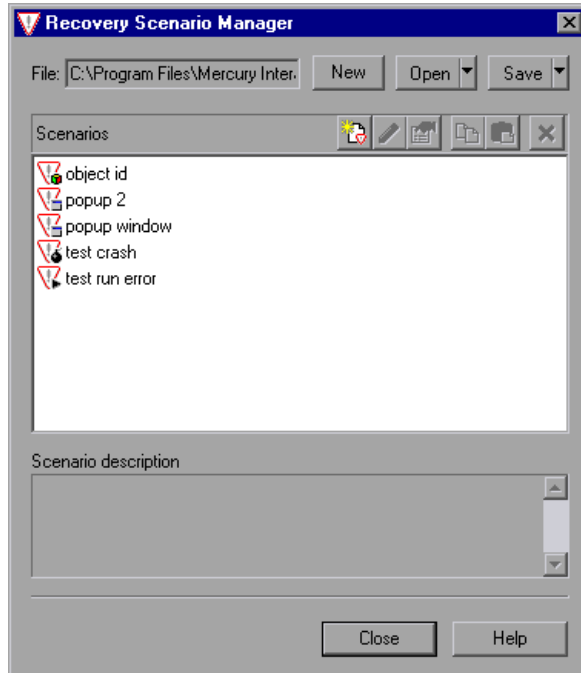 Recovery Scenario Manager
File: C:\Program Files\Mercury Inter. New Open Save
Scenarios
object id
popup 2
popup window
test crash
test run error
Scenario description
Close Help